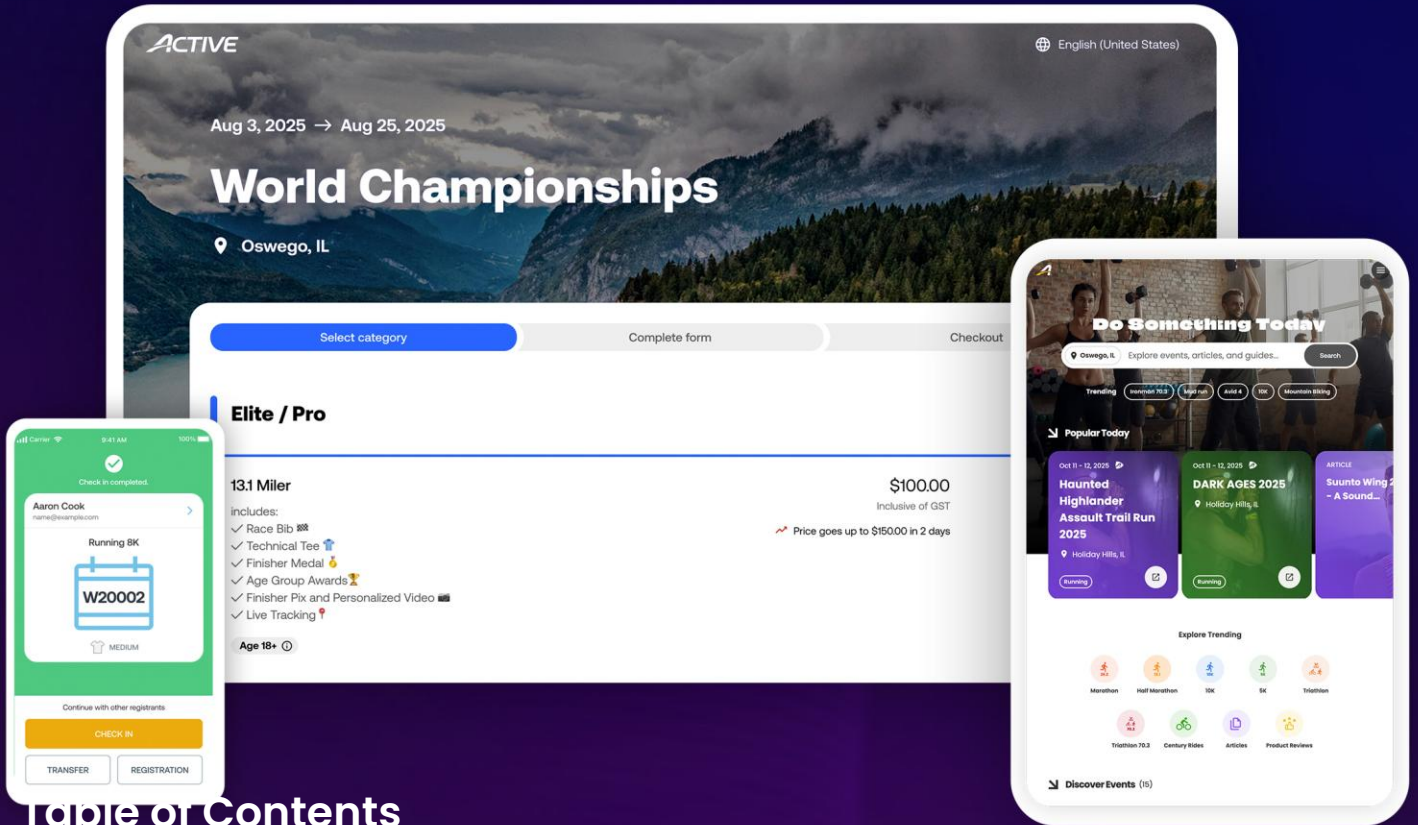 ACTIVE
English (United States)
Aug 3, 2025 → Aug 25, 2025
World Championships
Oswego, IL
Select category
Complete form
Checkout
Elite / Pro
13.1 Miler
$100.00
includes:
Inclusive of GST
✓ Race Bib 🏁
Price goes up to $150.00 in 2 days
✓ Technical Tee 👕
✓ Finisher Medal 🏅
✓ Age Group Awards🏆
✓ Finisher Pix and Personalized Video 📷
✓ Live Tracking📍
Age 18+
Carrier
9:41 AM
100%
Check in completed.
Aaron Cook
name@example.com
Running 8K
W20002
MEDIUM
Continue with other registrants
CHECK IN
TRANSFER
REGISTRATION
Do Something Today
Oswego, IL
Explore events, articles, and guides...
Search
Trending
Ironman 70.3
Mud run
Avid 4
10K
Mountain Biking
Popular Today
Oct 11 - 12, 2025
Haunted
Highlander
Assault Trail Run
2025
Holiday Hills, IL
Running
Oct 11 - 12, 2025
DARK AGES 2025
Holiday Hills, IL
Running
ARTICLE
Suunto Wing 2
- A Sound...
Explore Trending
Marathon
Half Marathon
10K
5K
Triathlon
Triathlon 70.3
Century Rides
Articles
Product Reviews
Discover Events (15)
Table of Contents